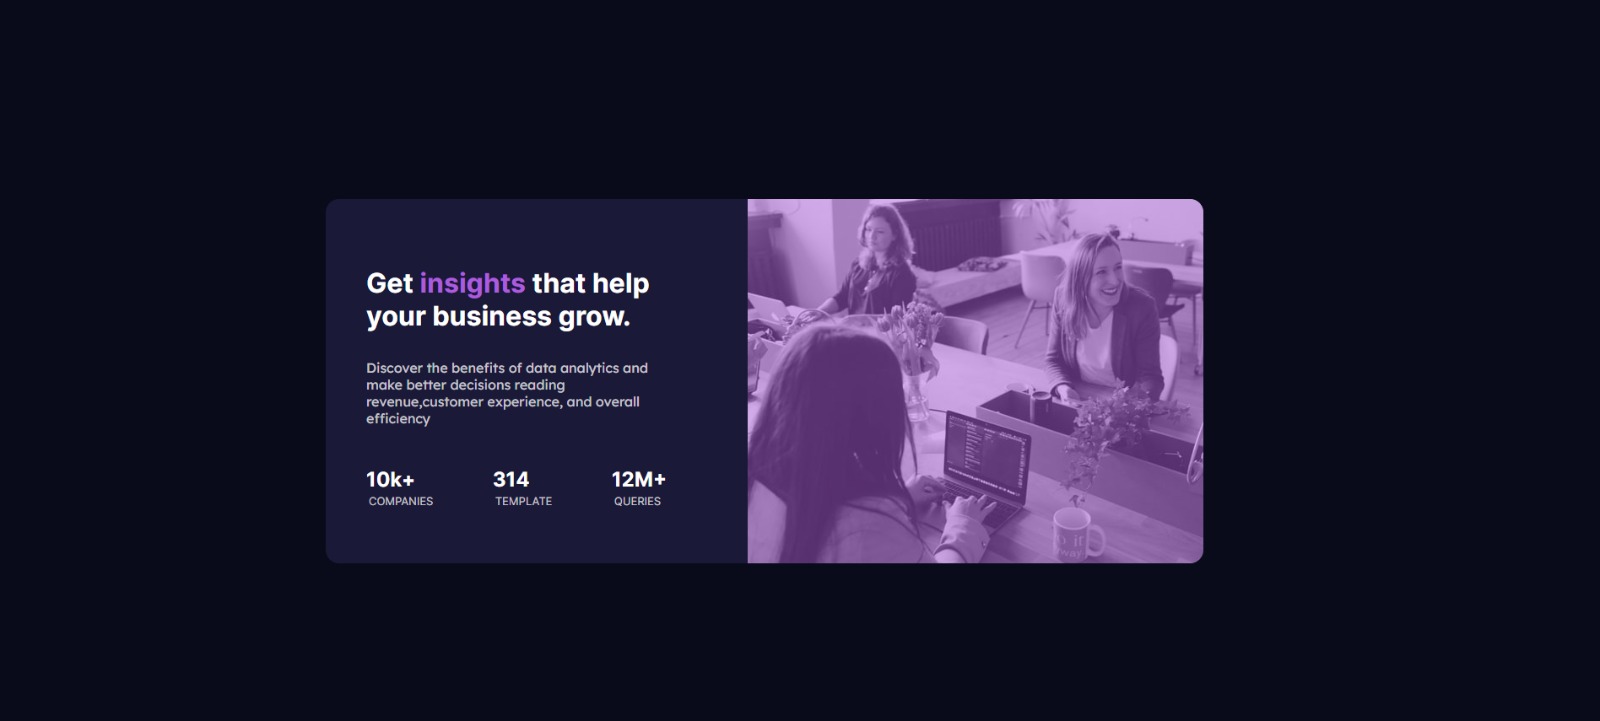 Get insights that help
your business grow.
Discover the benefits of data analytics and
make better decisions reading
revenue,customer experience, and overall
efficiency
10k+ 314 12M+
COMPANIES TEMPLATE QUERIES